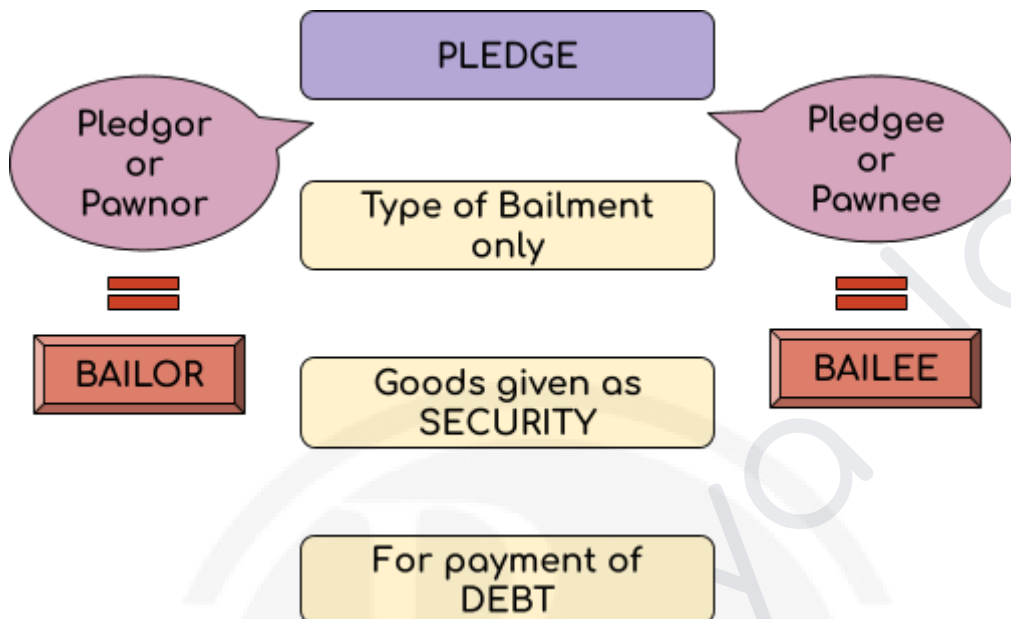 PLEDGE
Pledgor
or
Pawnor
Pledgee
or
Pawnee
Type of Bailment
only
BAILOR
BAILEE
Goods given as
SECURITY
For payment of
DEBT